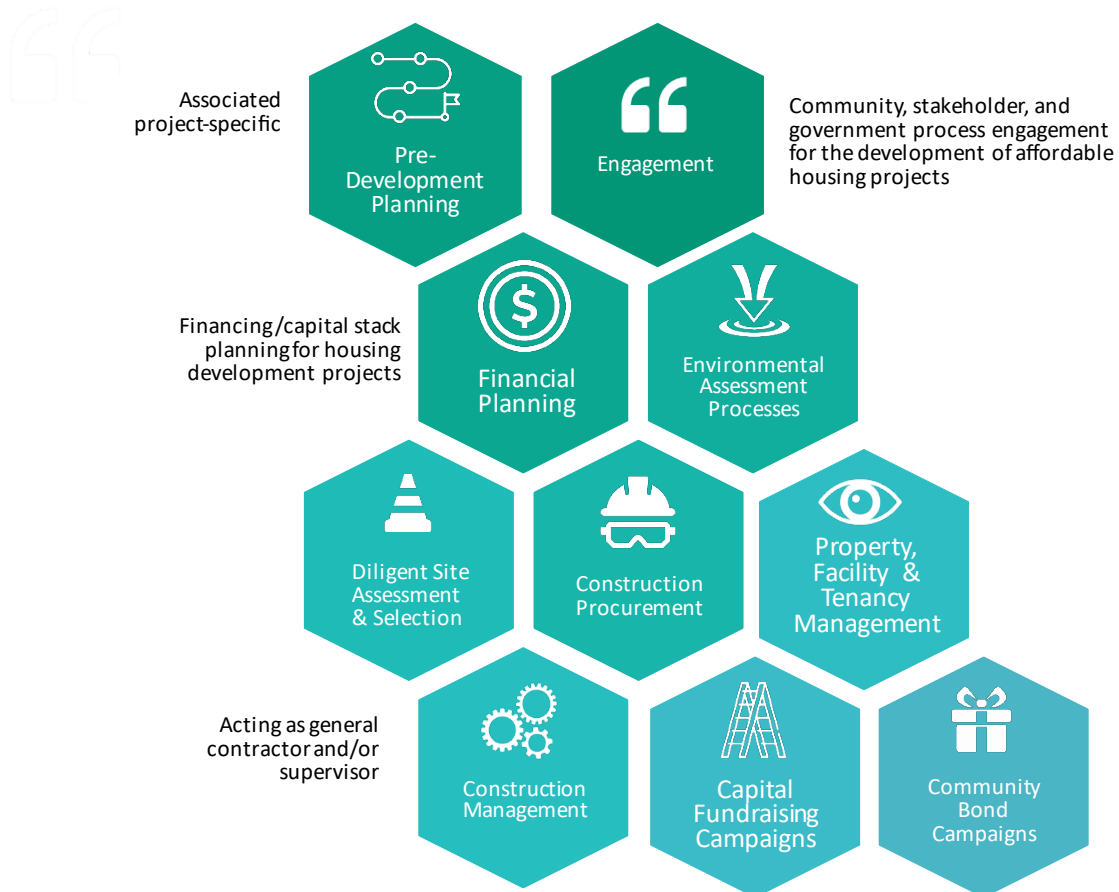 Associated
project-specific
Pre-
Development
Planning
Engagement
Community, stakeholder, and
government process engagement
for the development of affordable
housing projects
Financing/capital stack
planning for housing
development projects
$
Financial
Planning
Environmental
Assessment
Processes
Diligent Site
Assessment
& Selection
Construction
Procurement
Property,
Facility &
Tenancy
Management
Acting as general
contractor and/or
supervisor
Construction
Management
Capital
Fundraising
Campaigns
Community
Bond
Campaigns